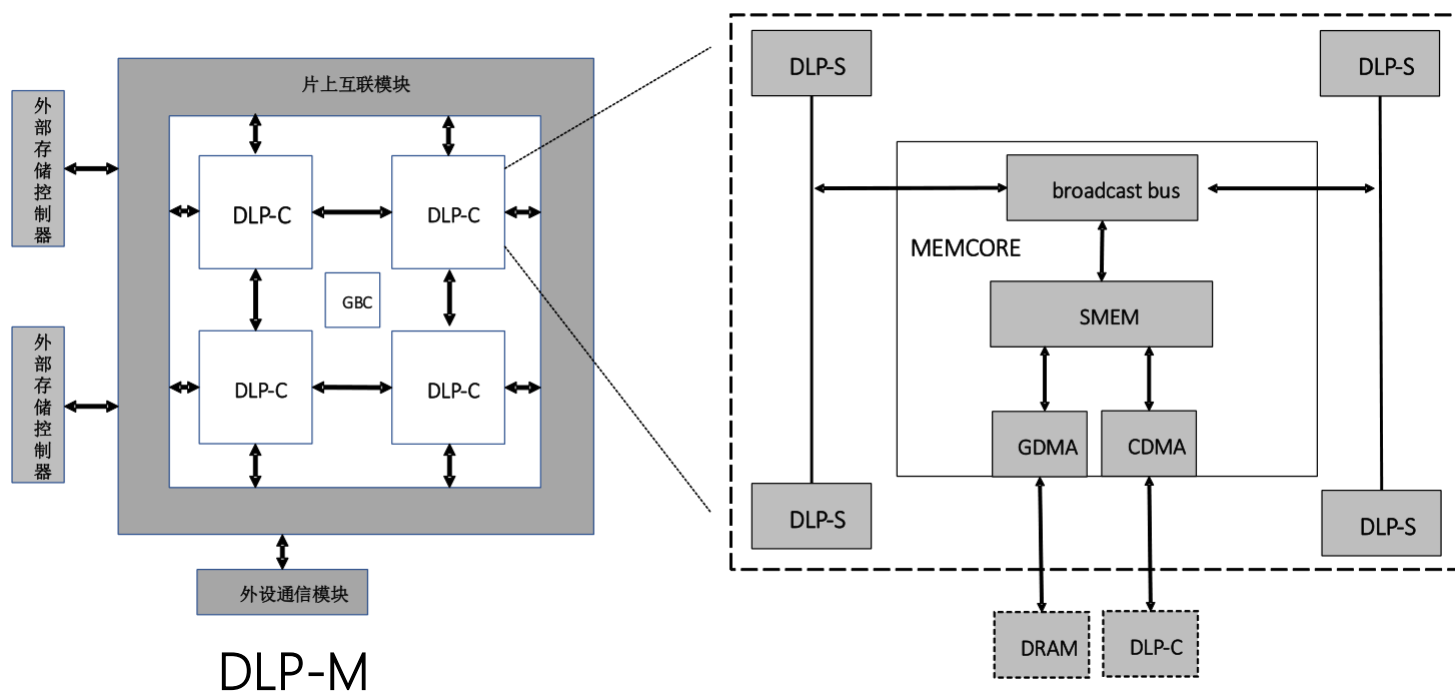 片上互联模块
外部存储控制器
DLP-C
DLP-C
GBC
外部存储控制器
DLP-C
DLP-C
外设通信模块
DLP-M
DLP-S
DLP-S
broadcast bus
MEMCORE
SMEM
GDMA
CDMA
DLP-S
DLP-S
DRAM
DLP-C